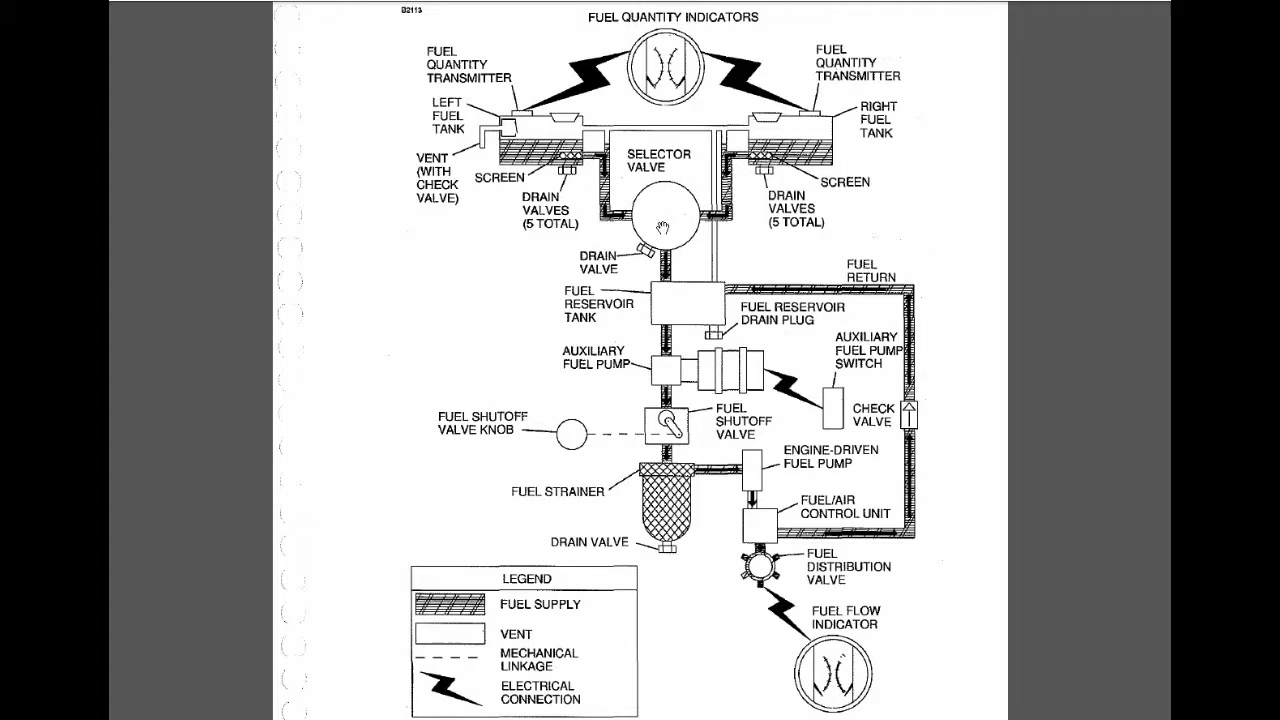 B2113
FUEL QUANTITY INDICATORS
FUEL
QUANTITY
TRANSMITTER
FUEL
QUANTITY
TRANSMITTER
LEFT
FUEL
TANK
RIGHT
FUEL
TANK
VENT
(WITH
CHECK
VALVE)
SCREEN
DRAIN
VALVES
(5 TOTAL)
SELECTOR
VALVE
SCREEN
DRAIN
VALVES
(5 TOTAL)
DRAIN
VALVE
FUEL
RETURN
FUEL
RESERVOIR
TANK
FUEL RESERVOIR
DRAIN PLUG
AUXILIARY
FUEL PUMP
AUXILIARY
FUEL PUMP
SWITCH
FUEL SHUTOFF
VALVE KNOB
FUEL
SHUTOFF
VALVE
CHECK
VALVE
ENGINE-DRIVEN
FUEL PUMP
FUEL STRAINER
FUEL/AIR
CONTROL UNIT
DRAIN VALVE
FUEL
DISTRIBUTION
VALVE
FUEL FLOW
INDICATOR
LEGEND
FUEL SUPPLY
VENT
MECHANICAL
LINKAGE
ELECTRICAL
CONNECTION